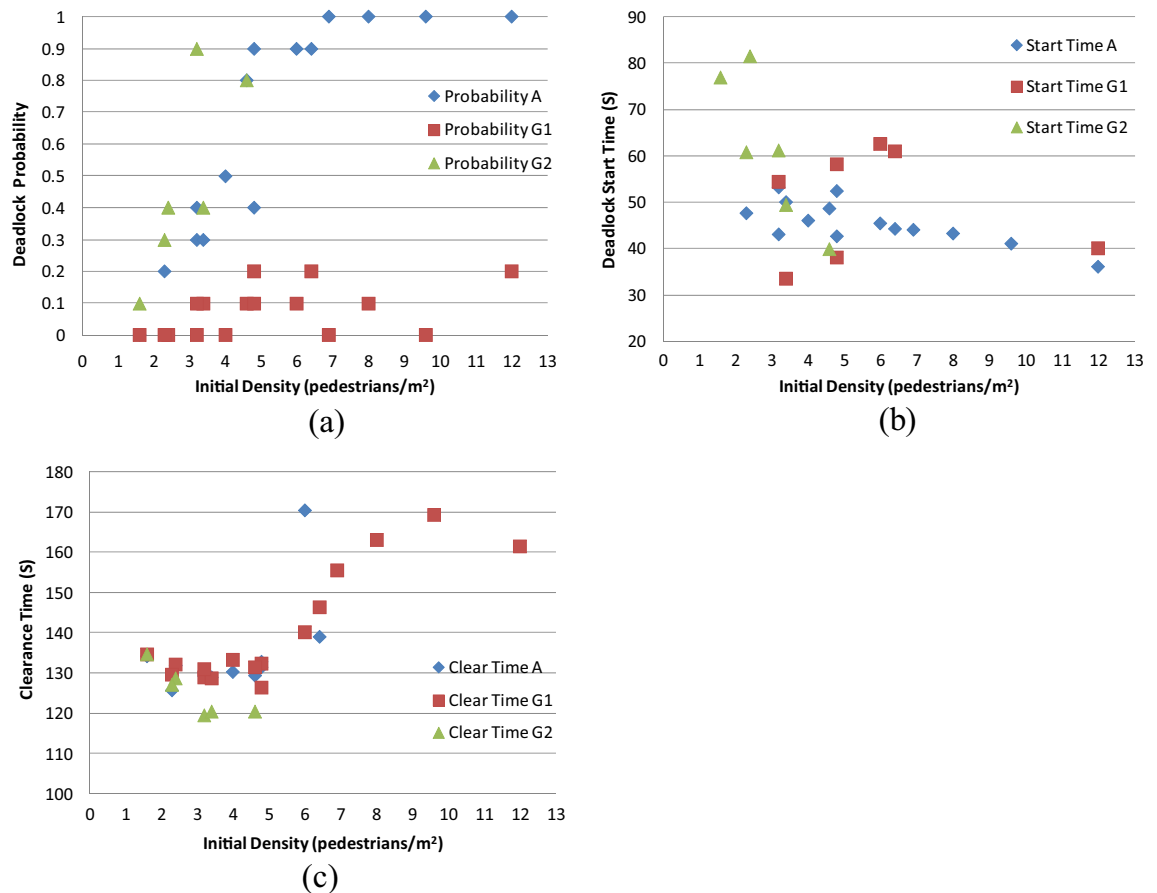 1
0.9
0.8
0.7
0.6
0.5
0.4
0.3
0.2
0.1
0
Deadlock Probability
Probability A
Probability G1
Probability G2
0 1 2 3 4 5 6 7 8 9 10 11 12 13
Initial Density (pedestrians/m²)
(a)
90
80
70
60
50
40
30
20
Deadlock Start Time (S)
Start Time A
Start Time G1
Start Time G2
0 1 2 3 4 5 6 7 8 9 10 11 12 13
Initial Density (pedestrians/m²)
(b)
180
170
160
150
140
130
120
110
100
Clearance Time (S)
Clear Time A
Clear Time G1
Clear Time G2
0 1 2 3 4 5 6 7 8 9 10 11 12 13
Initial Density (pedestrians/m²)
(c)